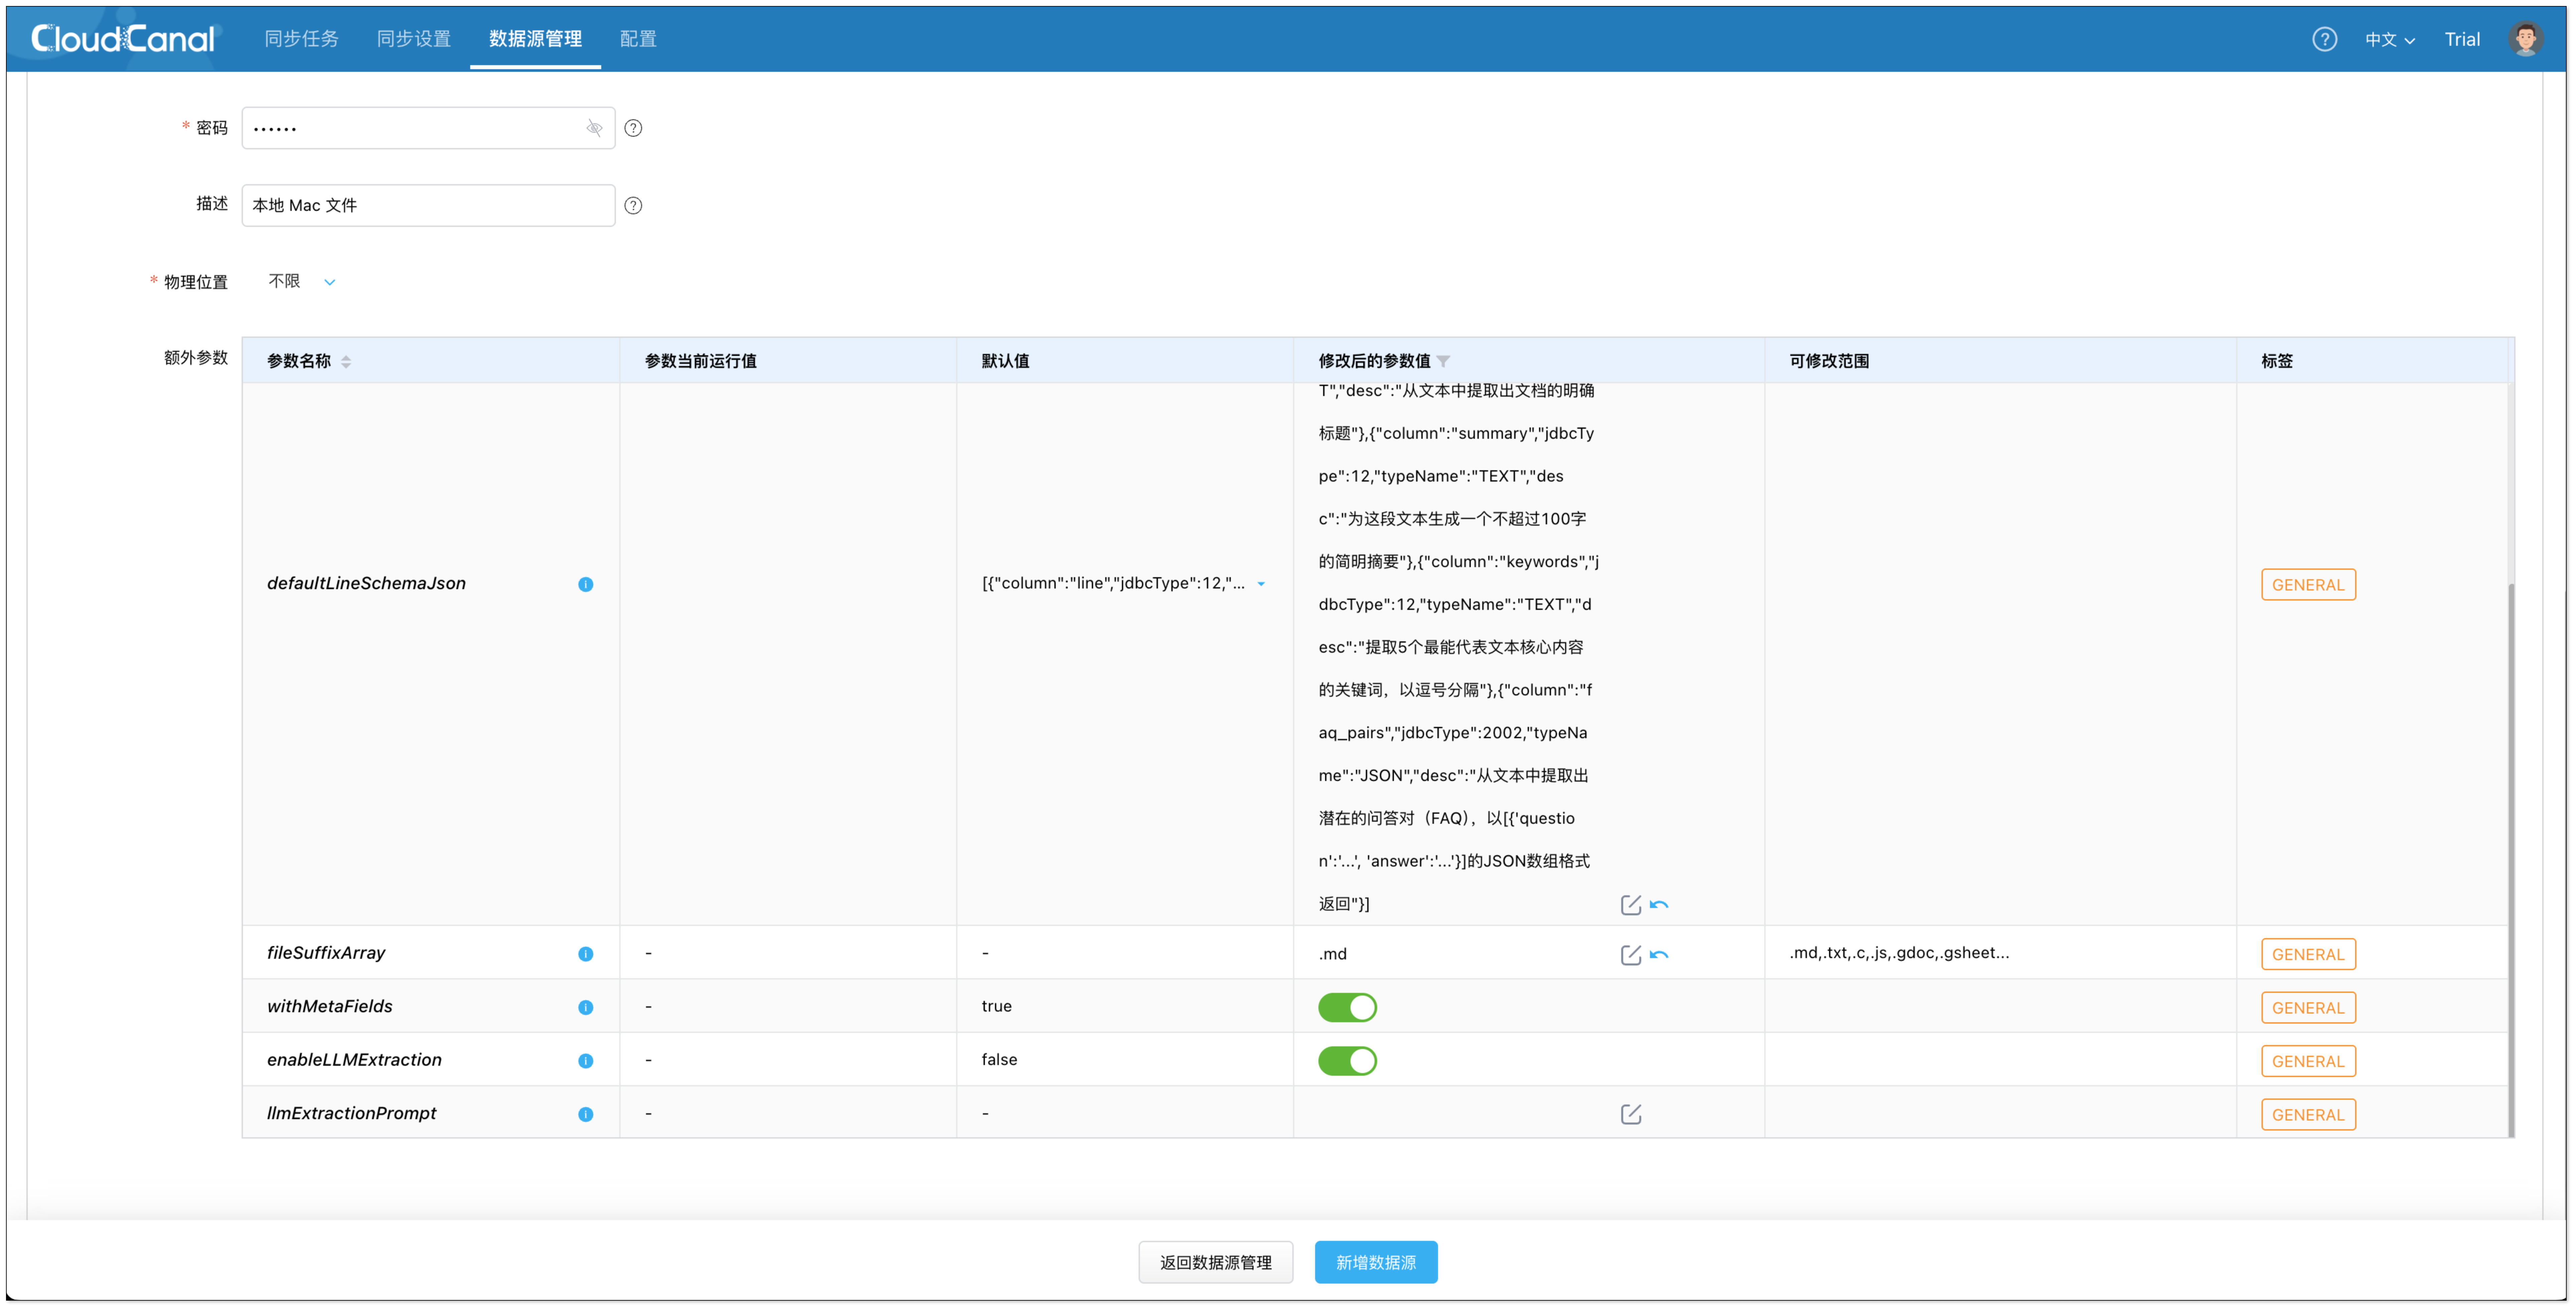 CloudCanal
同步任务
同步设置
数据源管理
配置
中文
Trial
* 密码
••••••
描述
本地 Mac 文件
* 物理位置
不限
额外参数
参数名称
参数当前运行值
默认值
修改后的参数值
可修改范围
标签
defaultLineSchemaJson
[{"column":"line","jdbcType":12,"...
T","desc":"从文本中提取出文档的明确
标题"},{"column":"summary","jdbcTy
pe":12,"typeName":"TEXT","des
c":"为这段文本生成一个不超过100字
的简明摘要"},{"column":"keywords","j
dbcType":12,"typeName":"TEXT","d
esc":"提取5个最能代表文本核心内容
的关键词，以逗号分隔"},{"column":"f
aq_pairs","jdbcType":2002,"typeNa
me":"JSON","desc":"从文本中提取出
潜在的问答对（FAQ），以[{'questio
n':'...', 'answer':'...'}]的JSON数组格式
返回"}]
GENERAL
fileSuffixArray
-
-
.md
.md,.txt,.c,.js,.gdoc,.gsheet...
GENERAL
withMetaFields
-
true
GENERAL
enableLLMExtraction
-
false
GENERAL
llmExtractionPrompt
-
-
GENERAL
返回数据源管理
新增数据源